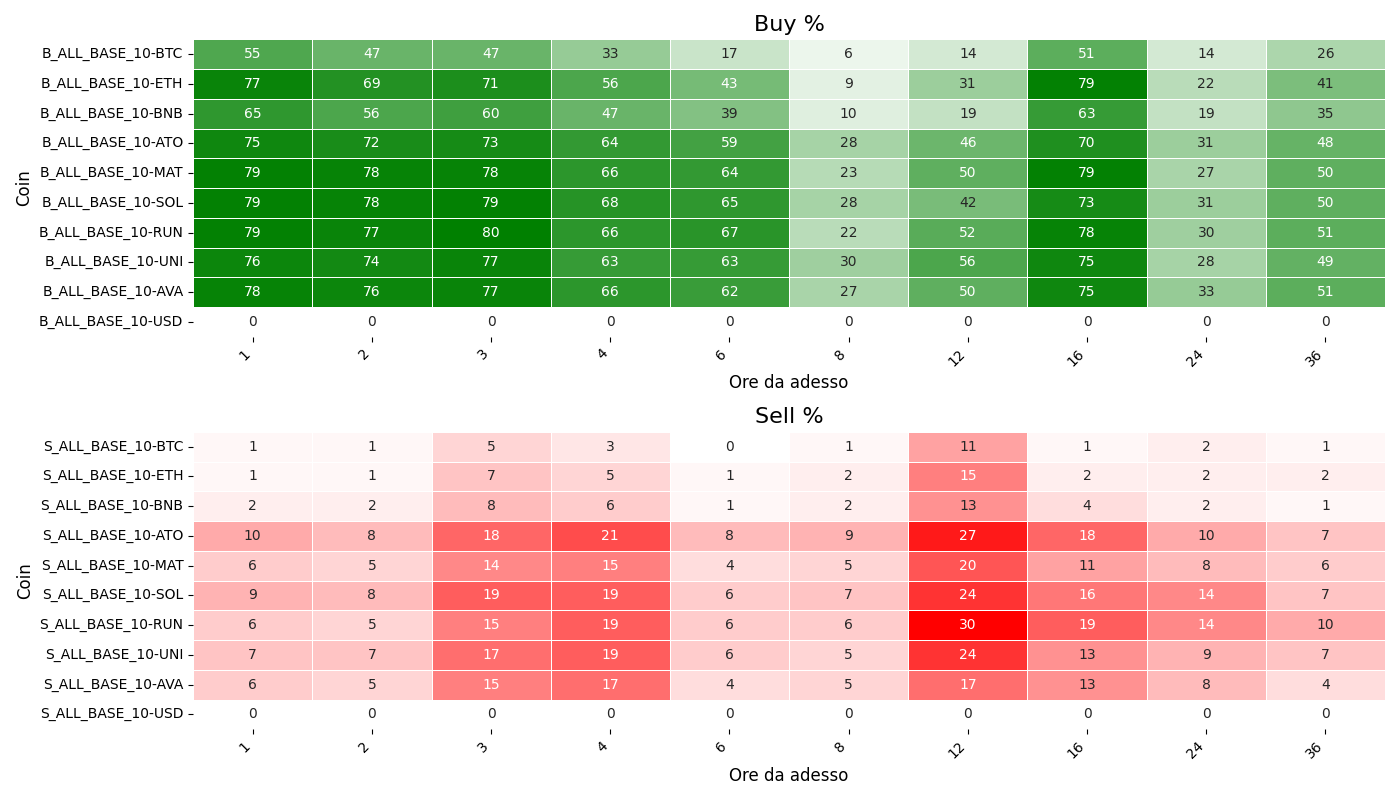 Buy %
Coin
B_ALL_BASE_10-BTC 55 47 47 33 17 6 14 51 14 26
B_ALL_BASE_10-ETH 77 69 71 56 43 9 31 79 22 41
B_ALL_BASE_10-BNB 65 56 60 47 39 10 19 63 19 35
B_ALL_BASE_10-ATO 75 72 73 64 59 28 46 70 31 48
B_ALL_BASE_10-MAT 79 78 78 66 64 23 50 79 27 50
B_ALL_BASE_10-SOL 79 78 79 68 65 28 42 73 31 50
B_ALL_BASE_10-RUN 79 77 80 66 67 22 52 78 30 51
B_ALL_BASE_10-UNI 76 74 77 63 63 30 56 75 28 49
B_ALL_BASE_10-AVA 78 76 77 66 62 27 50 75 33 51
B_ALL_BASE_10-USD 0 0 0 0 0 0 0 0 0 0
1 2 3 4 6 8 12 16 24 36
Ore da adesso
Sell %
Coin
S_ALL_BASE_10-BTC 1 1 5 3 0 1 11 1 2 1
S_ALL_BASE_10-ETH 1 1 7 5 1 2 15 2 2 2
S_ALL_BASE_10-BNB 2 2 8 6 1 2 13 4 2 1
S_ALL_BASE_10-ATO 10 8 18 21 8 9 27 18 10 7
S_ALL_BASE_10-MAT 6 5 14 15 4 5 20 11 8 6
S_ALL_BASE_10-SOL 9 8 19 19 6 7 24 16 14 7
S_ALL_BASE_10-RUN 6 5 15 19 6 6 30 19 14 10
S_ALL_BASE_10-UNI 7 7 17 19 6 5 24 13 9 7
S_ALL_BASE_10-AVA 6 5 15 17 4 5 17 13 8 4
S_ALL_BASE_10-USD 0 0 0 0 0 0 0 0 0 0
1 2 3 4 6 8 12 16 24 36
Ore da adesso